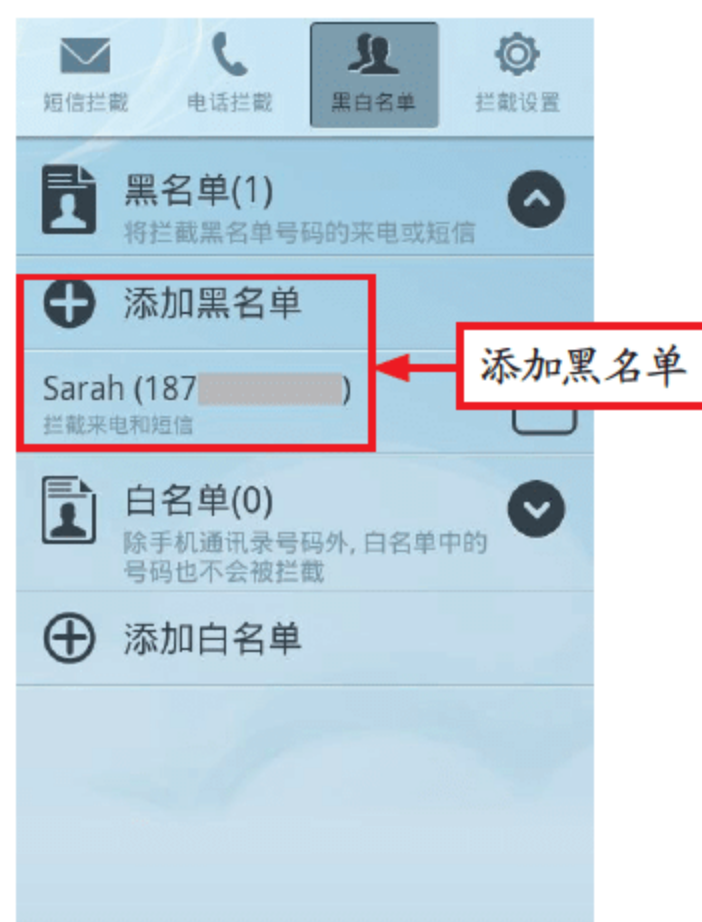 短信拦截 电话拦截 黑白名单 拦截设置
黑名单(1)
将拦截黑名单号码的来电或短信
添加黑名单
添加黑名单
Sarah (187 )
拦截来电和短信
白名单(0)
除手机通讯录号码外, 白名单中的
号码也不会被拦截
添加白名单